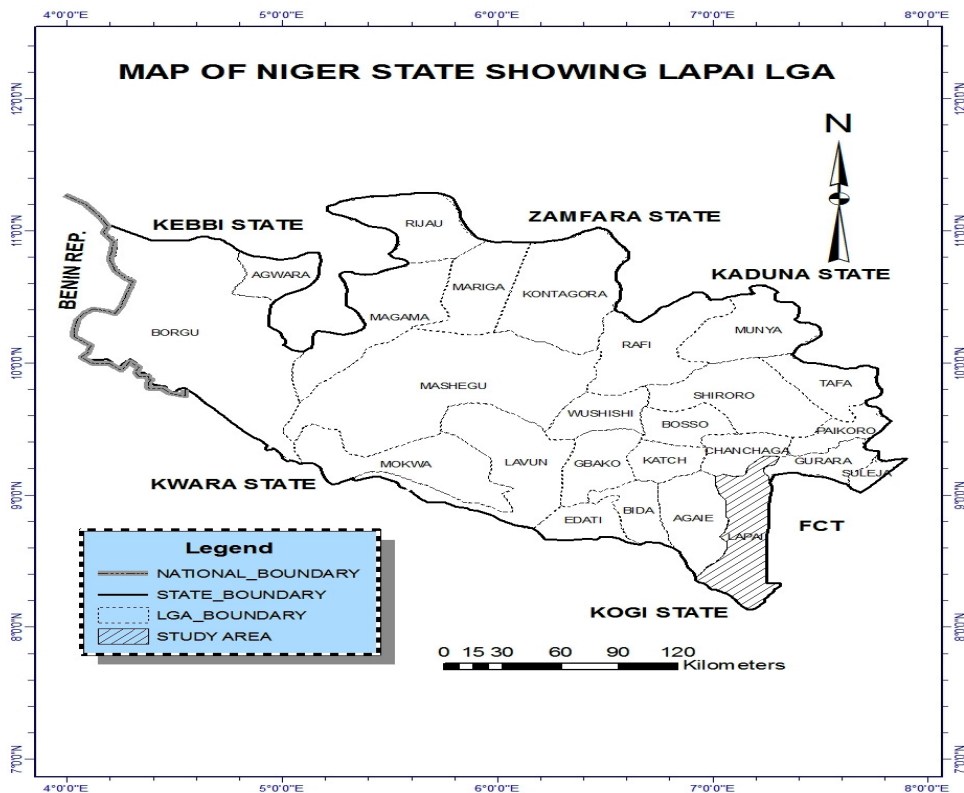 4°0'0"E 5°0'0"E 6°0'0"E 7°0'0"E 8°0'0"E
MAP OF NIGER STATE SHOWING LAPAI LGA
12°0'0"N 12°0'0"N
N
11°0'0"N 11°0'0"N
KEBBI STATE
ZAMFARA STATE
KADUNA STATE
BENIN REP.
RIJAU
AGWARA
MARIGA
KONTAGORA
MAGAMA
BORGU
MUNYA
RAFI
10°0'0"N 10°0'0"N
MASHEGU
TAFA
SHIRORO
WUSHISHI
BOSSO
PAIKORO
CHANCHAGA
MOKWA
LAVUN
GBAKO
KATCH
GURARA
SULEJA
KWARA STATE
9°0'0"N 9°0'0"N
EDATI
BIDA
AGAIE
LAPAI
FCT
KOGI STATE
Legend
NATIONAL_BOUNDARY
STATE_BOUNDARY
LGA_BOUNDARY
STUDY AREA
8°0'0"N 8°0'0"N
0 15 30 60 90 120
Kilometers
7°0'0"N 7°0'0"N
4°0'0"E 5°0'0"E 6°0'0"E 7°0'0"E 8°0'0"E